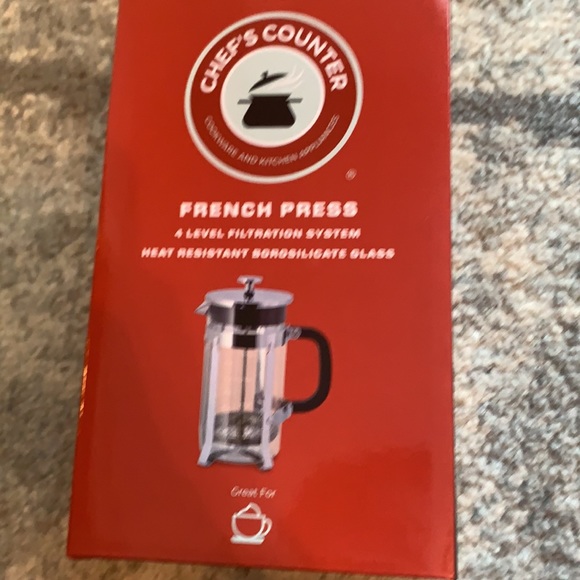 CHEF'S COUNTER
COOKWARE AND KITCHEN APPLIANCES
®
FRENCH PRESS
4 LEVEL FILTRATION SYSTEM
HEAT RESISTANT BOROSILICATE GLASS
Great For